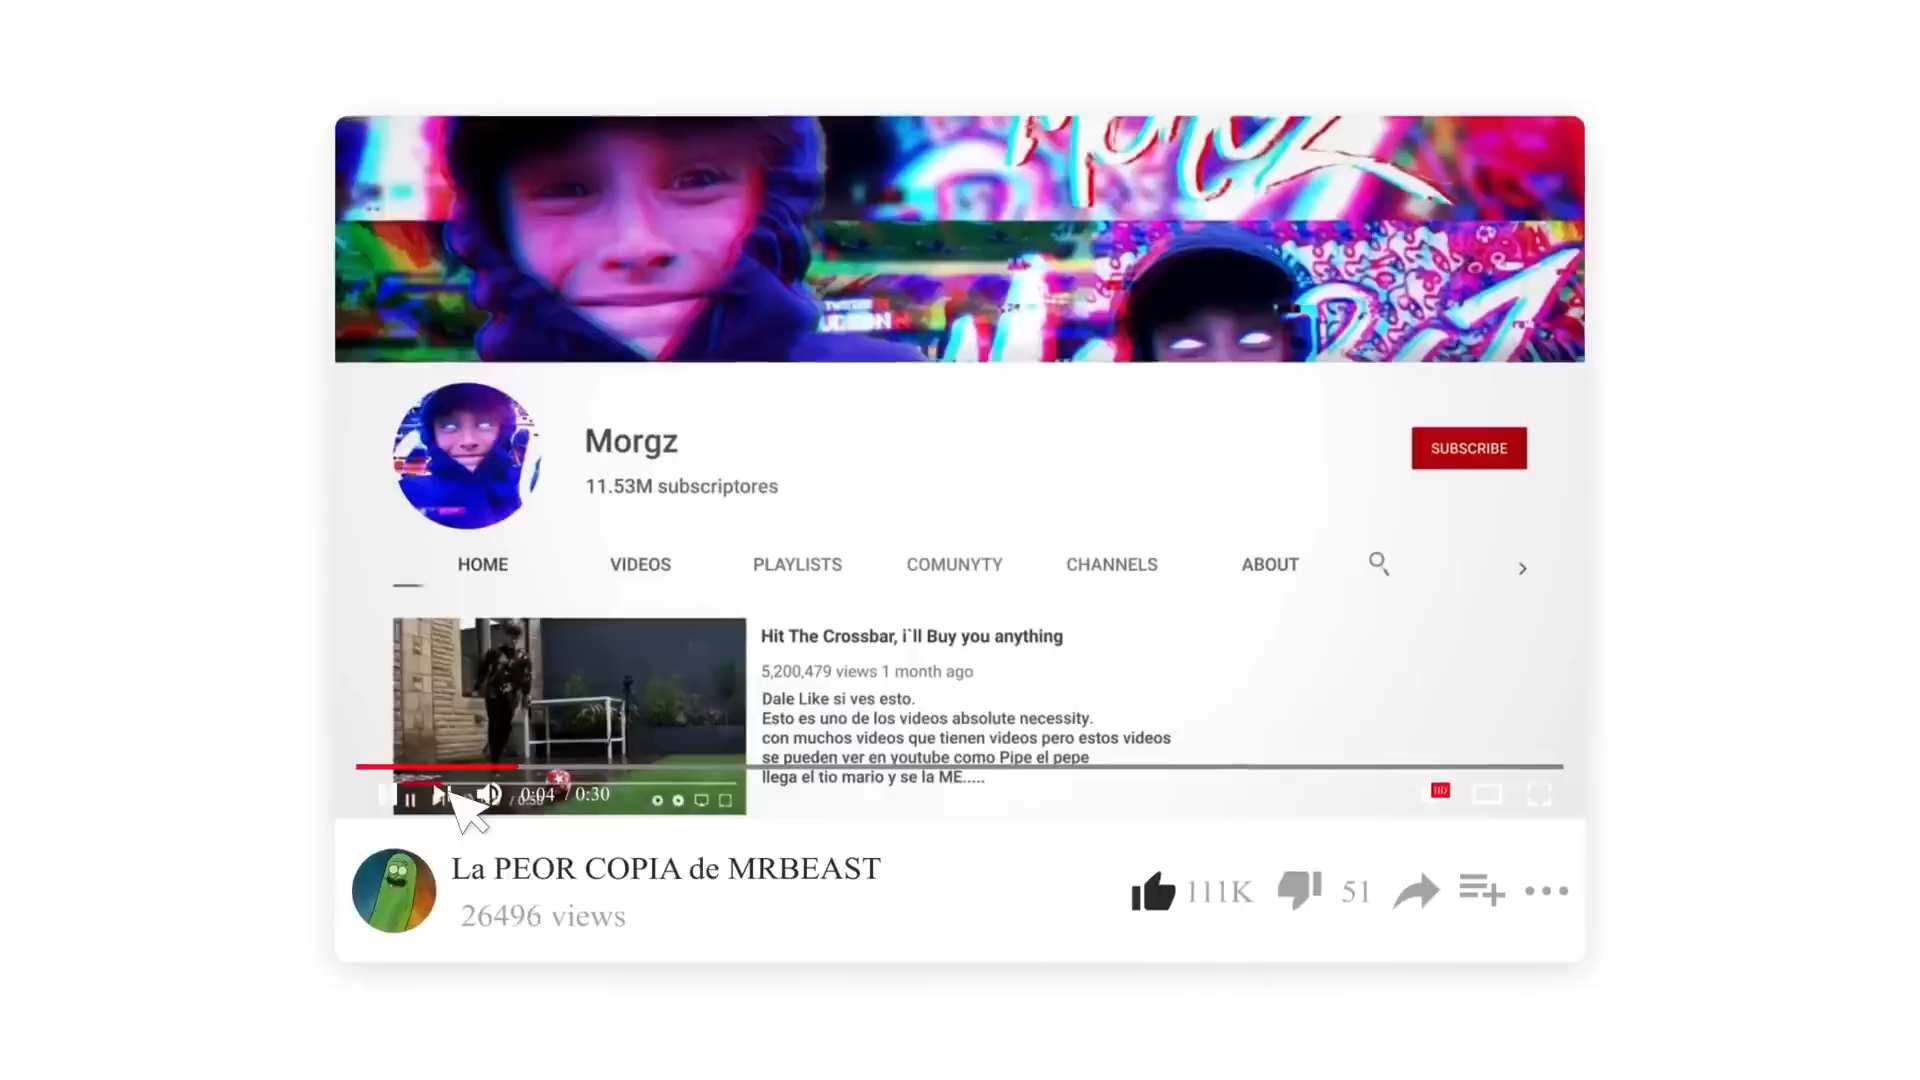 MorgZ
Morgz
11.53M subscriptores
SUBSCRIBE
HOME VIDEOS PLAYLISTS COMUNYTY CHANNELS ABOUT
Hit The Crossbar, i`ll Buy you anything
5,200,479 views 1 month ago
Dale Like si ves esto.
Esto es uno de los videos absolute necessity.
con muchos videos que tienen videos pero estos videos
se pueden ver en youtube como Pipe el pepe
llega el tio mario y se la ME.....
0:04 / 0:30
HD
La PEOR COPIA de MRBEAST
26496 views
111K 51